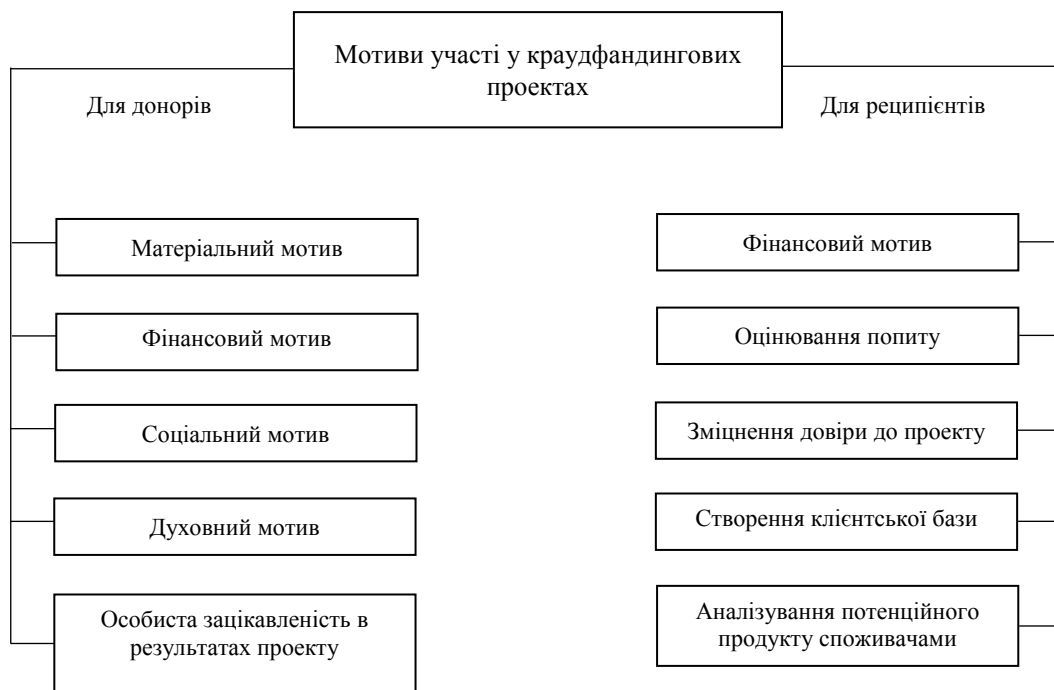 Мотиви участі у краудфандингових
проектах
Для донорів
Для реципієнтів
Матеріальний мотив
Фінансовий мотив
Соціальний мотив
Духовний мотив
Особиста зацікавленість в
результатах проекту
Фінансовий мотив
Оцінювання попиту
Зміцнення довіри до проекту
Створення клієнтської бази
Аналізування потенційного
продукту споживачами